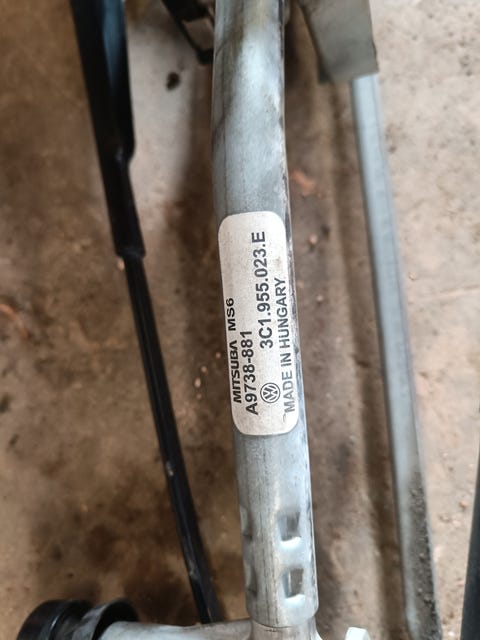 MITSUBA MS6
A9738-881
3C1.955.023.E
MADE IN HUNGARY